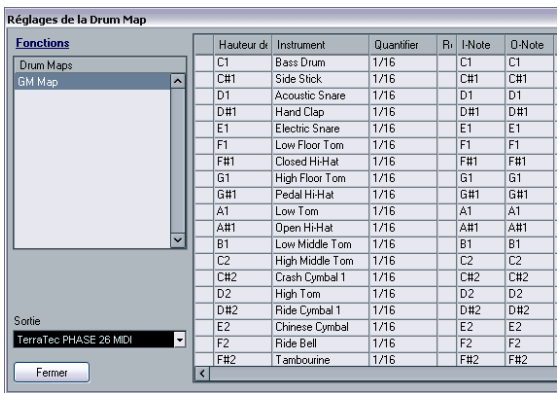 Réglages de la Drum Map
Fonctions
Drum Maps
GM Map
Sortie
TerraTec PHASE 26 MIDI
Fermer
Hauteur de Instrument Quantifier I-Note O-Note
C1 Bass Drum 1/16 C1 C1
C#1 Side Stick 1/16 C#1 C#1
D1 Acoustic Snare 1/16 D1 D1
D#1 Hand Clap 1/16 D#1 D#1
E1 Electric Snare 1/16 E1 E1
F1 Low Floor Tom 1/16 F1 F1
F#1 Closed Hi-Hat 1/16 F#1 F#1
G1 High Floor Tom 1/16 G1 G1
G#1 Pedal Hi-Hat 1/16 G#1 G#1
A1 Low Tom 1/16 A1 A1
A#1 Open Hi-Hat 1/16 A#1 A#1
B1 Low Middle Tom 1/16 B1 B1
C2 High Middle Tom 1/16 C2 C2
C#2 Crash Cymbal 1 1/16 C#2 C#2
D2 High Tom 1/16 D2 D2
D#2 Ride Cymbal 1 1/16 D#2 D#2
E2 Chinese Cymbal 1/16 E2 E2
F2 Ride Bell 1/16 F2 F2
F#2 Tambourine 1/16 F#2 F#2